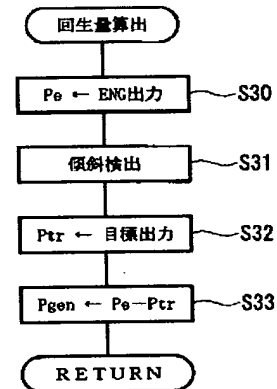 回生量算出
Pe ← ENG出力
S30
傾斜検出
S31
Ptr ← 目標出力
S32
Pgen ← Pe-Ptr
S33
RETURN